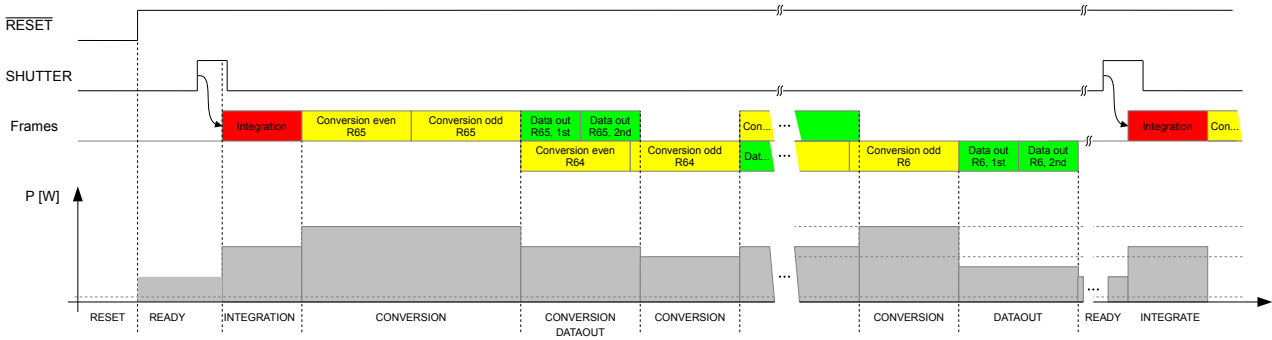 RESET
SHUTTER
Frames
Integration
Conversion even
R65
Conversion odd
R65
Data out
R65, 1st
Data out
R65, 2nd
Con...
...
Integration
Con...
Conversion even
R64
Conversion odd
R64
Dat...
...
Conversion odd
R6
Data out
R6, 1st
Data out
R6, 2nd
P [W]
...
...
RESET
READY
INTEGRATION
CONVERSION
CONVERSION
DATAOUT
CONVERSION
CONVERSION
DATAOUT
READY
INTEGRATE